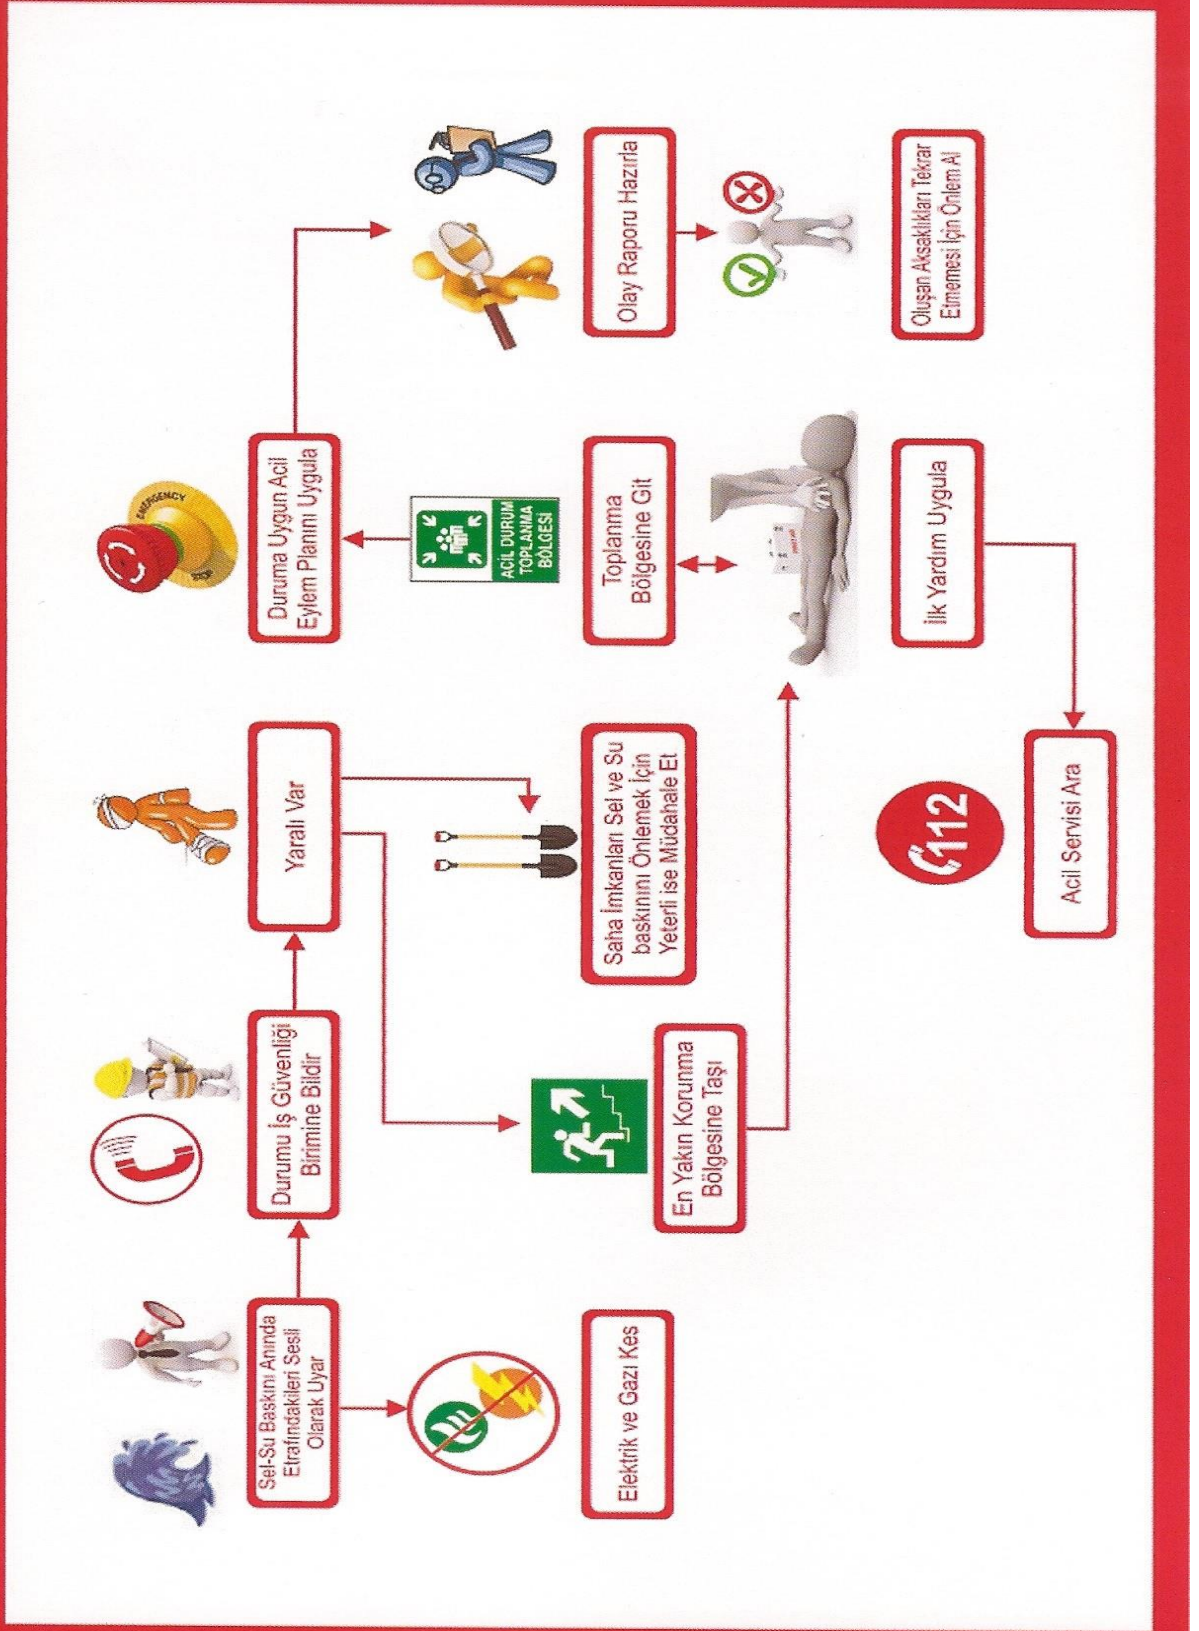 Sel-Su Baskını Anında
Etrafındakileri Sesli
Olarak Uyar
Durumu İş Güvenliği
Birimine Bildir
Yaralı Var
EMERGENCY
STOP
Duruma Uygun Acil
Eylem Planını Uygula
Elektrik ve Gazı Kes
En Yakın Korunma
Bölgesine Taşı
Saha İmkanları Sel ve Su
baskınını Önlemek İçin
Yeterli ise Müdahale Et
ACİL DURUM
TOPLANMA
BÖLGESİ
Toplanma
Bölgesine Git
Olay Raporu Hazırla
112
Acil Servisi Ara
İlk Yardım Uygula
Oluşan Aksaklıkları Tekrar
Etmemesi İçin Önlem Al